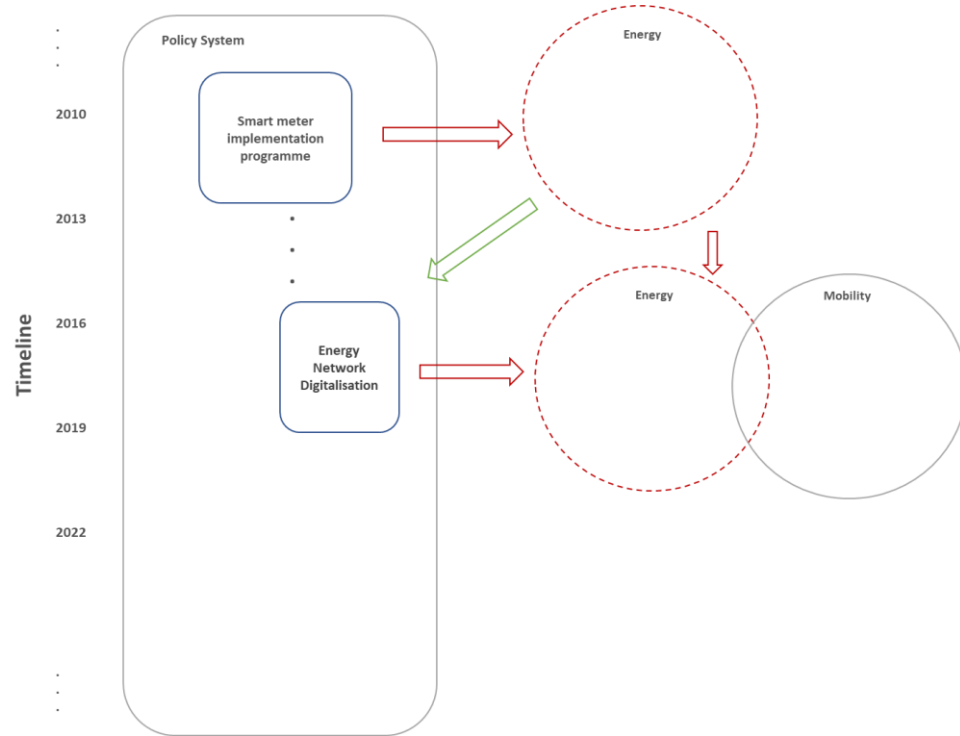 Policy System
Energy
2010
Smart meter
implementation
programme
2013
Energy
Mobility
2016
Energy
Network
Digitalisation
Timeline
2019
2022